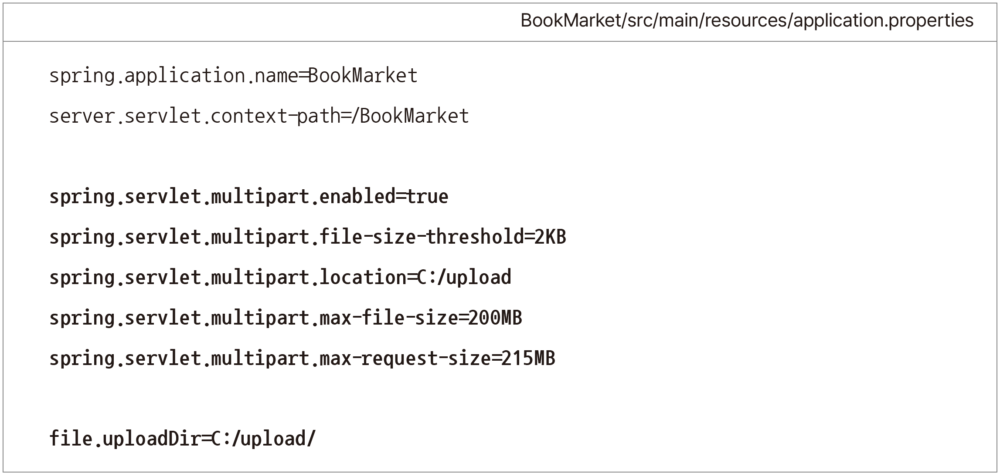 BookMarket/src/main/resources/application.properties
spring.application.name=BookMarket
server.servlet.context-path=/BookMarket
spring.servlet.multipart.enabled=true
spring.servlet.multipart.file-size-threshold=2KB
spring.servlet.multipart.location=C:/upload
spring.servlet.multipart.max-file-size=200MB
spring.servlet.multipart.max-request-size=215MB
file.uploadDir=C:/upload/